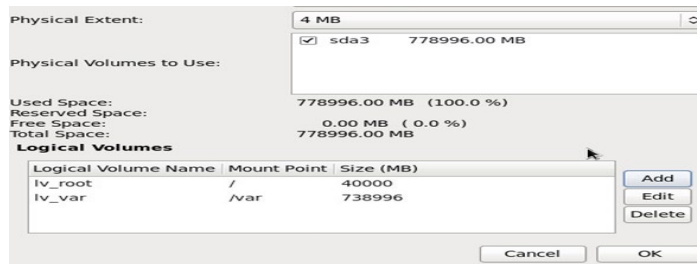 Physical Extent: 4 MB
sda3 778996.00 MB
Physical Volumes to Use:
Used Space: 778996.00 MB (100.0 %)
Reserved Space:
Free Space: 0.00 MB ( 0.0 %)
Total Space: 778996.00 MB
Logical Volumes
Logical Volume Name Mount Point Size (MB)
lv_root / 40000
lv_var /var 738996
Add
Edit
Delete
Cancel OK